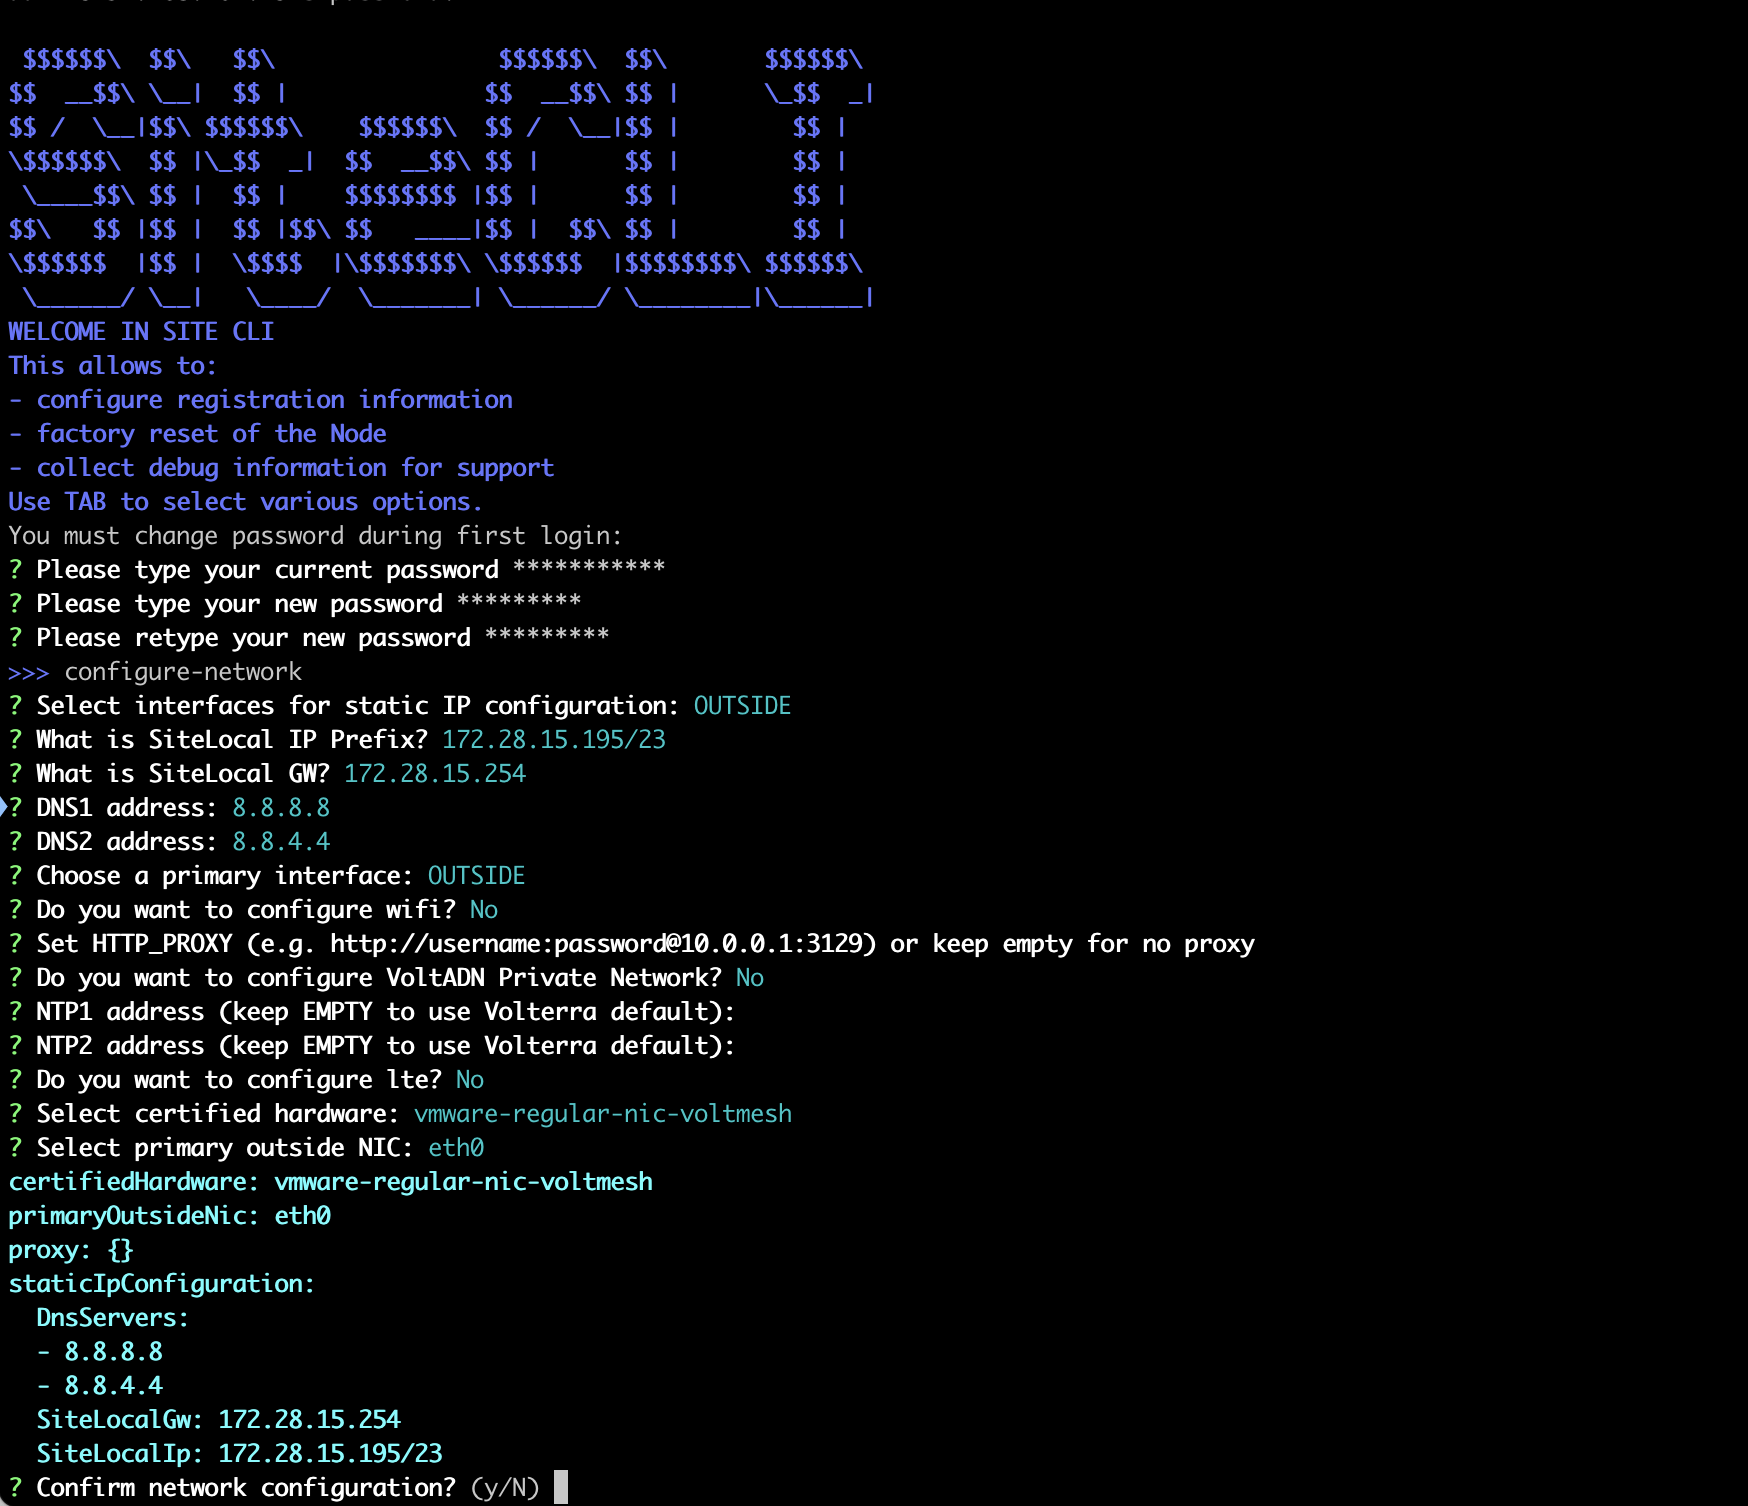 $$$$$$\  $$\   $$\                $$$$$$\  $$\       $$$$$$\
$$  __$$\ \__|  $$ |              $$  __$$\ $$ |      \_$$  _|
$$ /  \__|$$\ $$$$$$\    $$$$$$\  $$ /  \__|$$ |        $$ |
\$$$$$$\  $$ |\_$$  _|  $$  __$$\ $$ |      $$ |        $$ |
 \____$$\ $$ |  $$ |    $$$$$$$$ |$$ |      $$ |        $$ |
$$\   $$ |$$ |  $$ |$$\ $$   ____|$$ |  $$\ $$ |        $$ |
\$$$$$$  |$$ |  \$$$$  |\$$$$$$$\ \$$$$$$  |$$$$$$$$\ $$$$$$\
 \______/ \__|   \____/  \_______| \______/ \________|\______|
WELCOME IN SITE CLI
This allows to:
- configure registration information
- factory reset of the Node
- collect debug information for support
Use TAB to select various options.
You must change password during first login:
? Please type your current password ***********
? Please type your new password *********
? Please retype your new password *********
>>> configure-network
? Select interfaces for static IP configuration: OUTSIDE
? What is SiteLocal IP Prefix? 172.28.15.195/23
? What is SiteLocal GW? 172.28.15.254
? DNS1 address: 8.8.8.8
? DNS2 address: 8.8.4.4
? Choose a primary interface: OUTSIDE
? Do you want to configure wifi? No
? Set HTTP_PROXY (e.g. http://username:password@10.0.0.1:3129) or keep empty for no proxy
? Do you want to configure VoltADN Private Network? No
? NTP1 address (keep EMPTY to use Volterra default):
? NTP2 address (keep EMPTY to use Volterra default):
? Do you want to configure lte? No
? Select certified hardware: vmware-regular-nic-voltmesh
? Select primary outside NIC: eth0
certifiedHardware: vmware-regular-nic-voltmesh
primaryOutsideNic: eth0
proxy: {}
staticIpConfiguration:
  DnsServers:
  - 8.8.8.8
  - 8.8.4.4
  SiteLocalGw: 172.28.15.254
  SiteLocalIp: 172.28.15.195/23
? Confirm network configuration? (y/N)